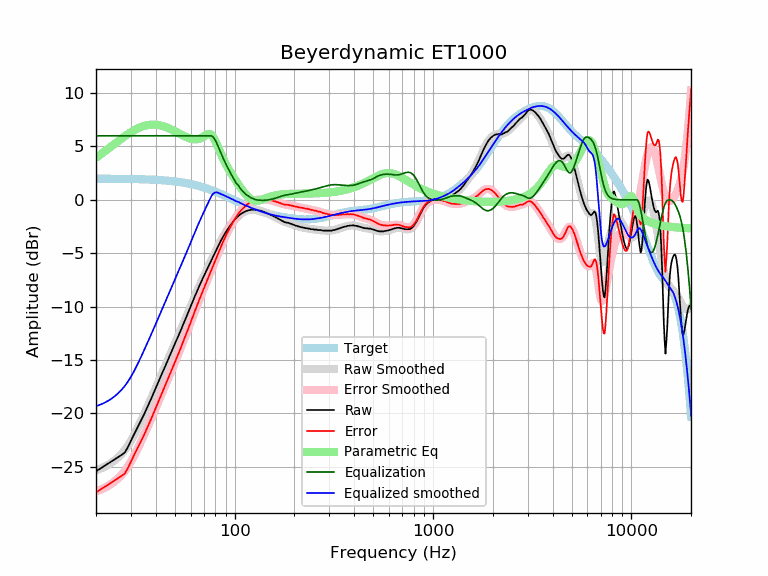 Beyerdynamic ET1000
Amplitude (dBr)
10
5
0
−5
−10
−15
−20
−25
Target
Raw Smoothed
Error Smoothed
Raw
Error
Parametric Eq
Equalization
Equalized smoothed
100
1000
10000
Frequency (Hz)